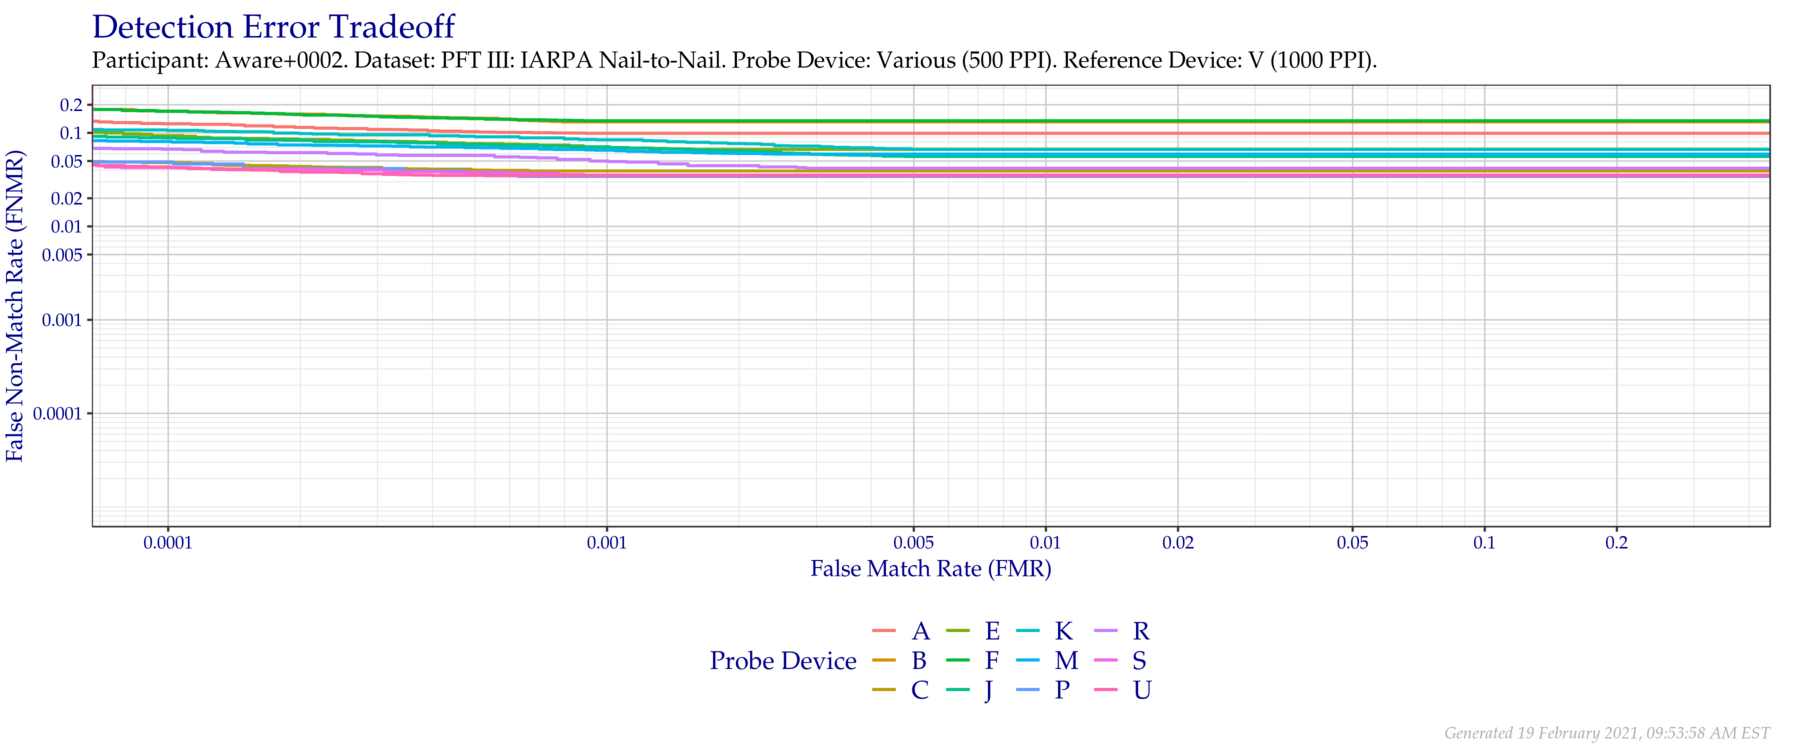 Detection Error Tradeoff
Participant: Aware+0002. Dataset: PFT III: IARPA Nail-to-Nail. Probe Device: Various (500 PPI). Reference Device: V (1000 PPI).
False Non-Match Rate (FNMR)
0.2
0.1
0.05
0.02
0.01
0.005
0.001
0.0001
0.0001 0.001 0.005 0.01 0.02 0.05 0.1 0.2
False Match Rate (FMR)
Probe Device
A E K R
B F M S
C J P U
Generated 19 February 2021, 09:53:58 AM EST